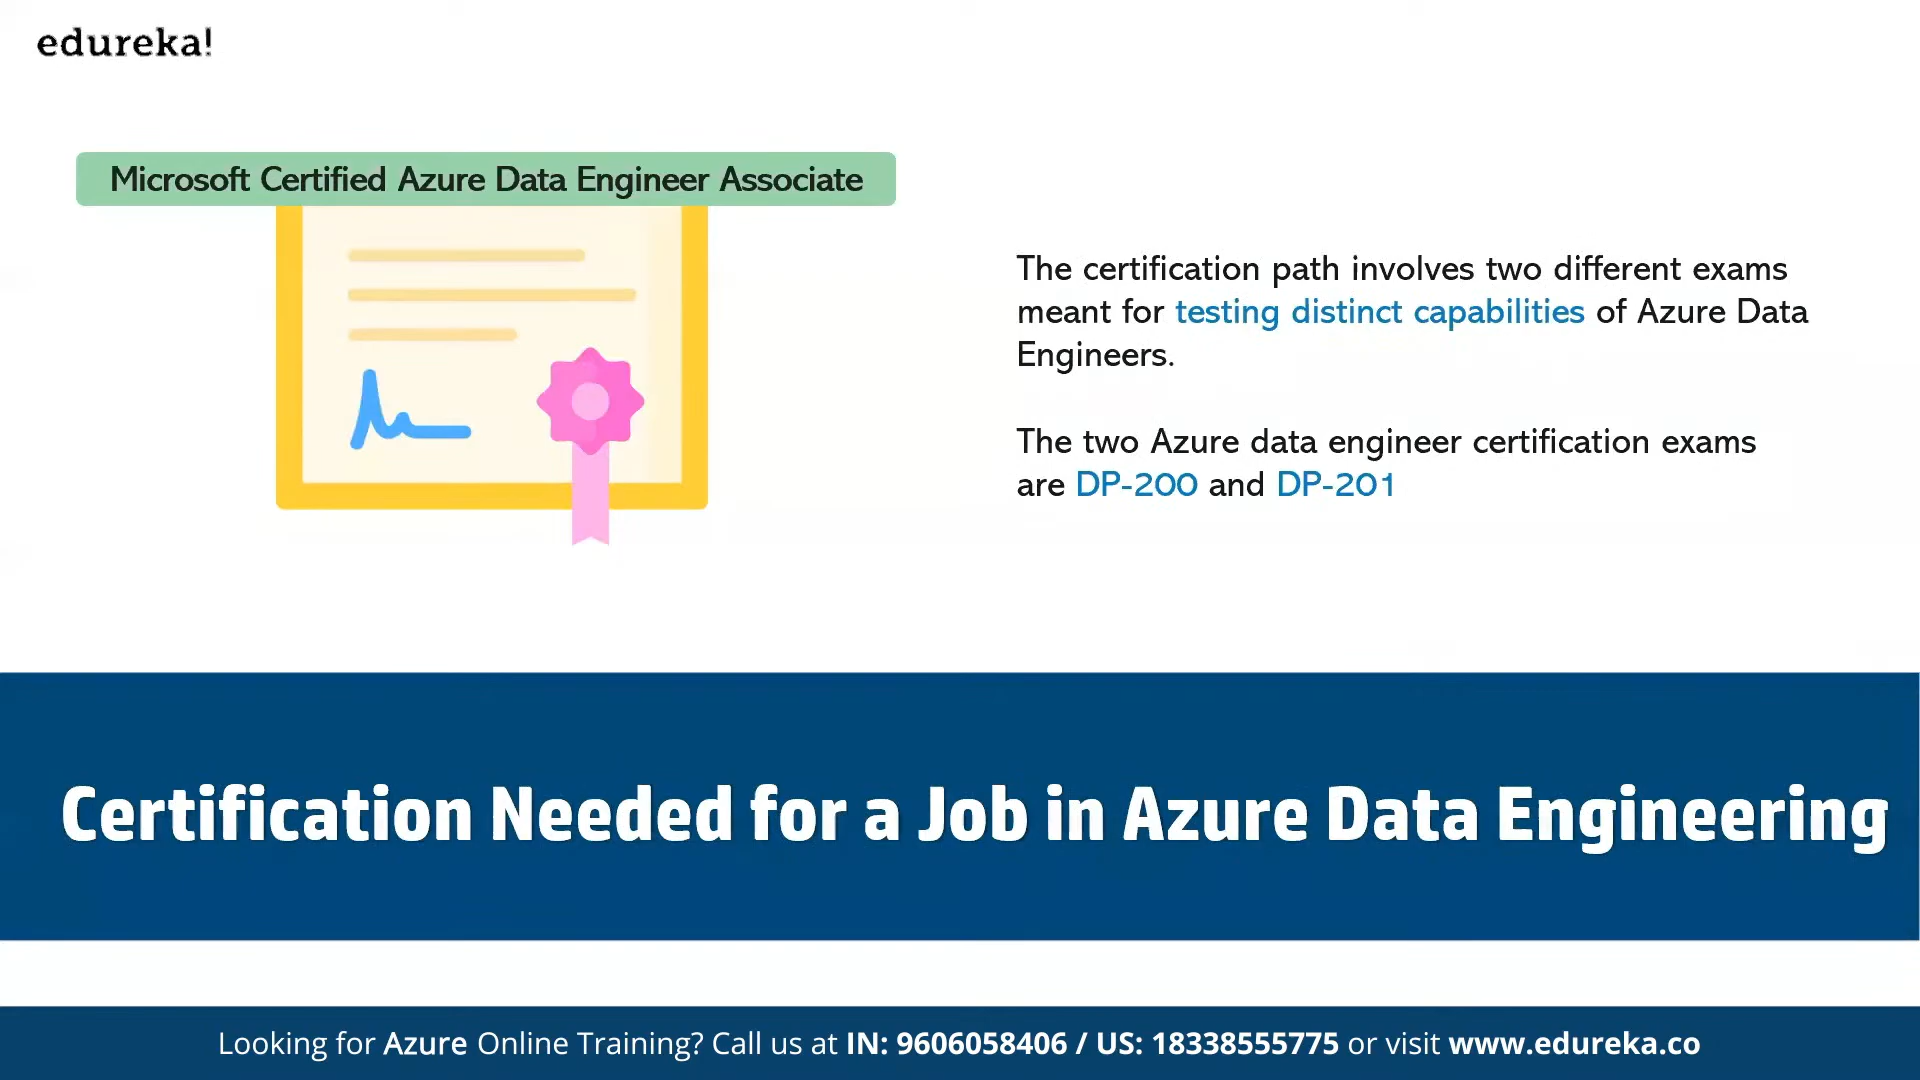 edureka!
Microsoft Certified Azure Data Engineer Associate
The certification path involves two different exams
meant for testing distinct capabilities of Azure Data
Engineers.
The two Azure data engineer certification exams
are DP-200 and DP-201
Certification Needed for a Job in Azure Data Engineering
Looking for Azure Online Training? Call us at IN: 9606058406 / US: 18338555775 or visit www.edureka.co